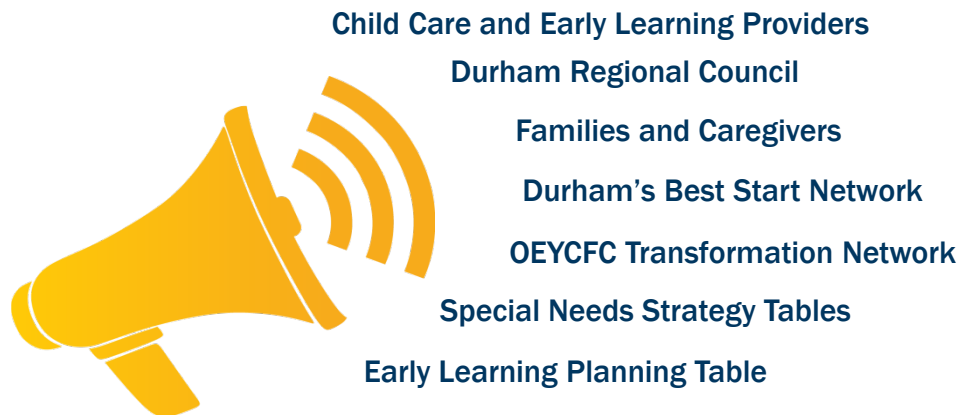 Child Care and Early Learning Providers
Durham Regional Council
Families and Caregivers
Durham’s Best Start Network
OEYCFC Transformation Network
Special Needs Strategy Tables
Early Learning Planning Table